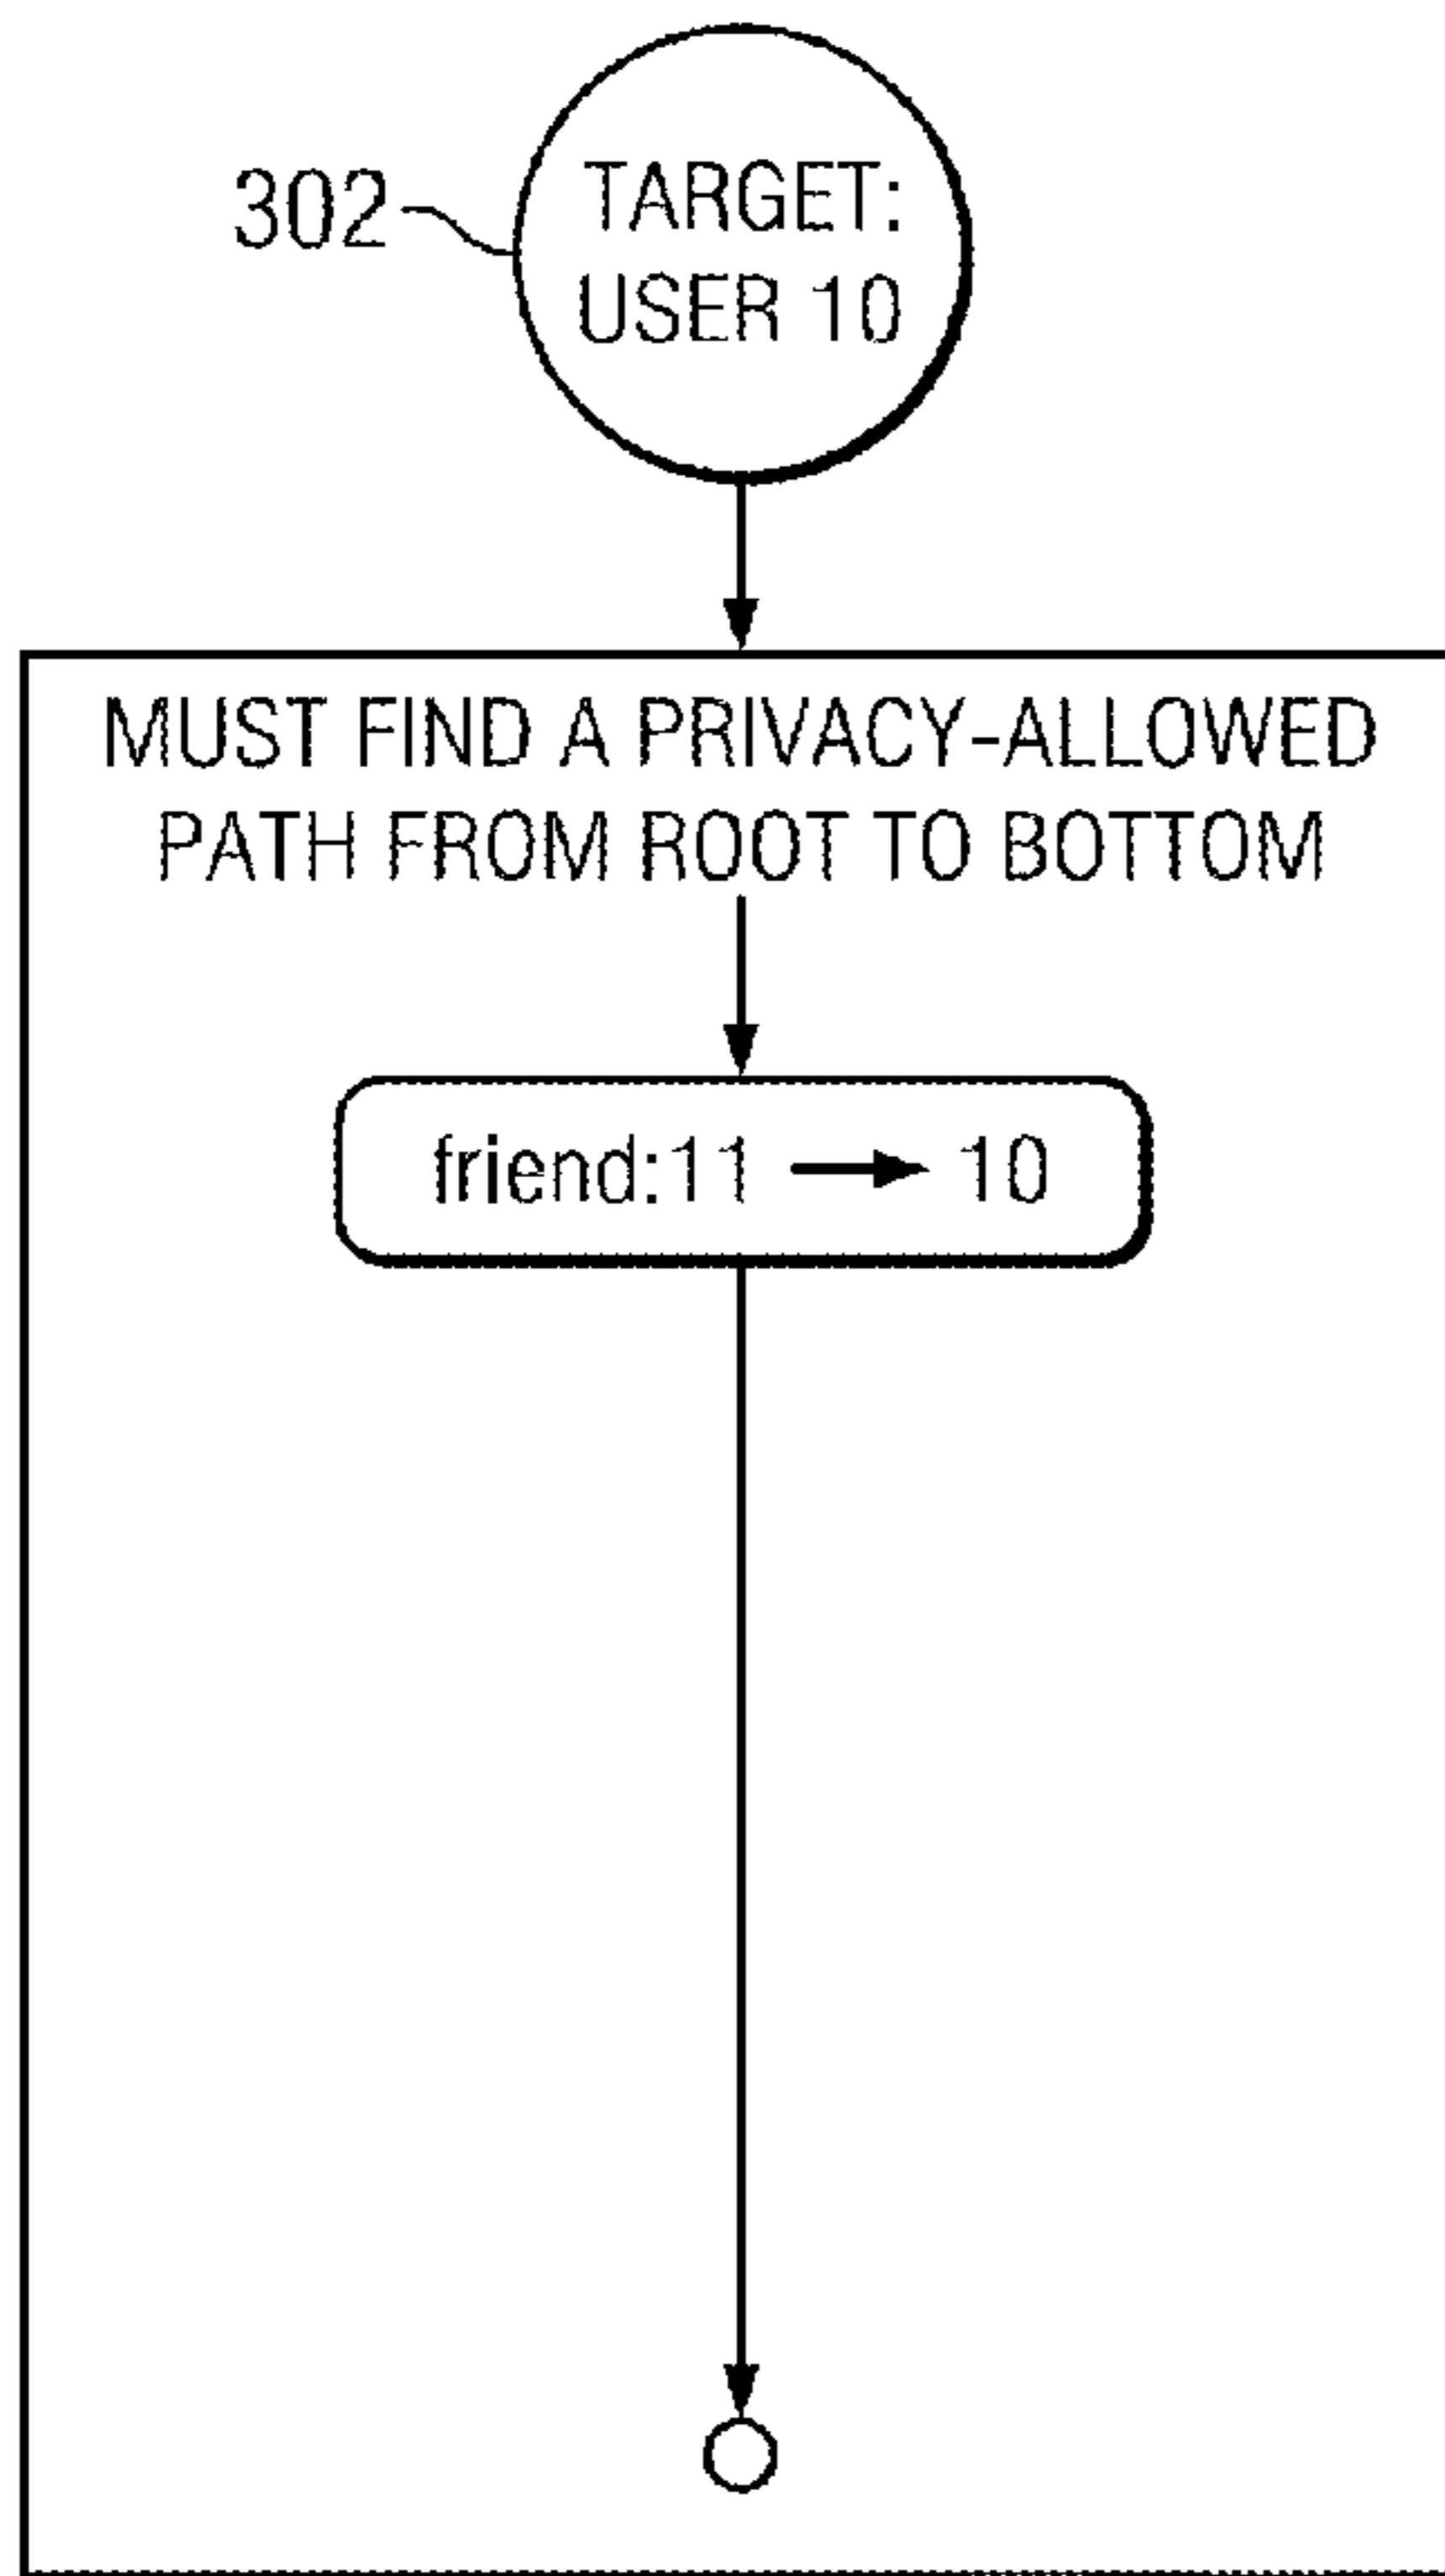 302
TARGET:
USER 10
MUST FIND A PRIVACY-ALLOWED
PATH FROM ROOT TO BOTTOM
friend:11 → 10